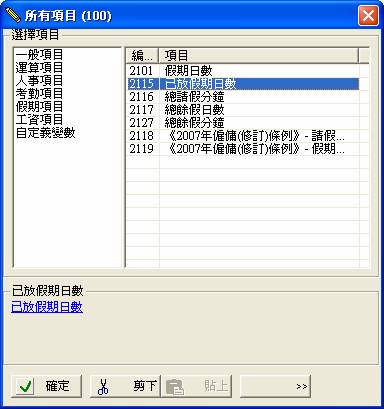 所有項目 (100)
選擇項目
一般項目
運算項目
人事項目
考勤項目
假期項目
工資項目
自定義變數
編... 項目
2101 假期日數
2115 已放假期日數
2116 總請假分鐘
2117 總餘假日數
2127 總餘假分鐘
2118 《2007年僱傭(修訂)條例》- 請假...
2119 《2007年僱傭(修訂)條例》- 假期...
已放假期日數
已放假期日數
確定 剪下 貼上 >>